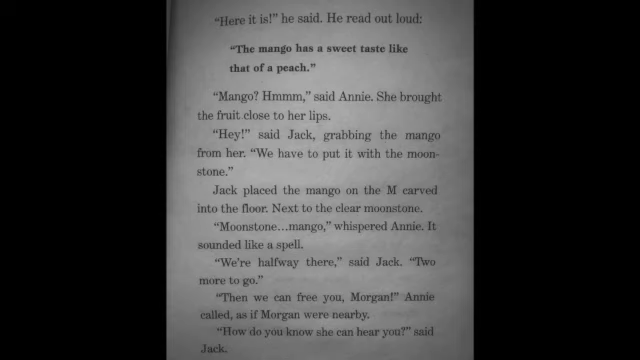 "Here it is!" he said. He read out loud:
"The mango has a sweet taste like
that of a peach."
"Mango? Hmmm," said Annie. She brought
the fruit close to her lips.
"Hey!" said Jack, grabbing the mango
from her. "We have to put it with the moon-
stone."
Jack placed the mango on the M carved
into the floor. Next to the clear moonstone.
"Moonstone...mango," whispered Annie. It
sounded like a spell.
"We're halfway there," said Jack. "Two
more to go."
"Then we can free you, Morgan!" Annie
called, as if Morgan were nearby.
"How do you know she can hear you?" said
Jack.